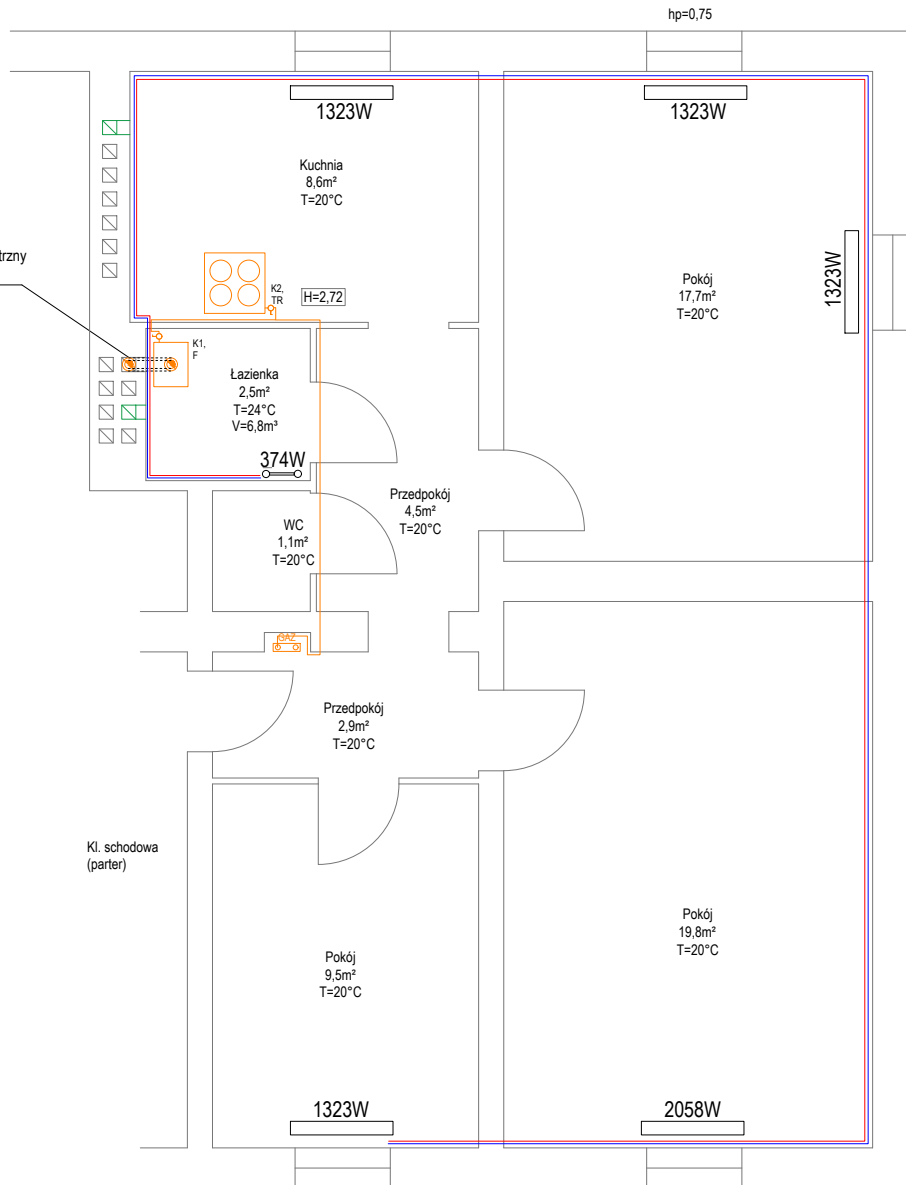 hp=0,75
1323W
1323W
Kuchnia
8,6m²
T=20°C
trzny
K2,
TR
H=2,72
Pokój
17,7m²
T=20°C
1323W
K1,
F
Łazienka
2,5m²
T=24°C
V=6,8m³
374W
Przedpokój
4,5m²
T=20°C
WC
1,1m²
T=20°C
GAZ
Przedpokój
2,9m²
T=20°C
Kl. schodowa
(parter)
Pokój
9,5m²
T=20°C
Pokój
19,8m²
T=20°C
1323W
2058W